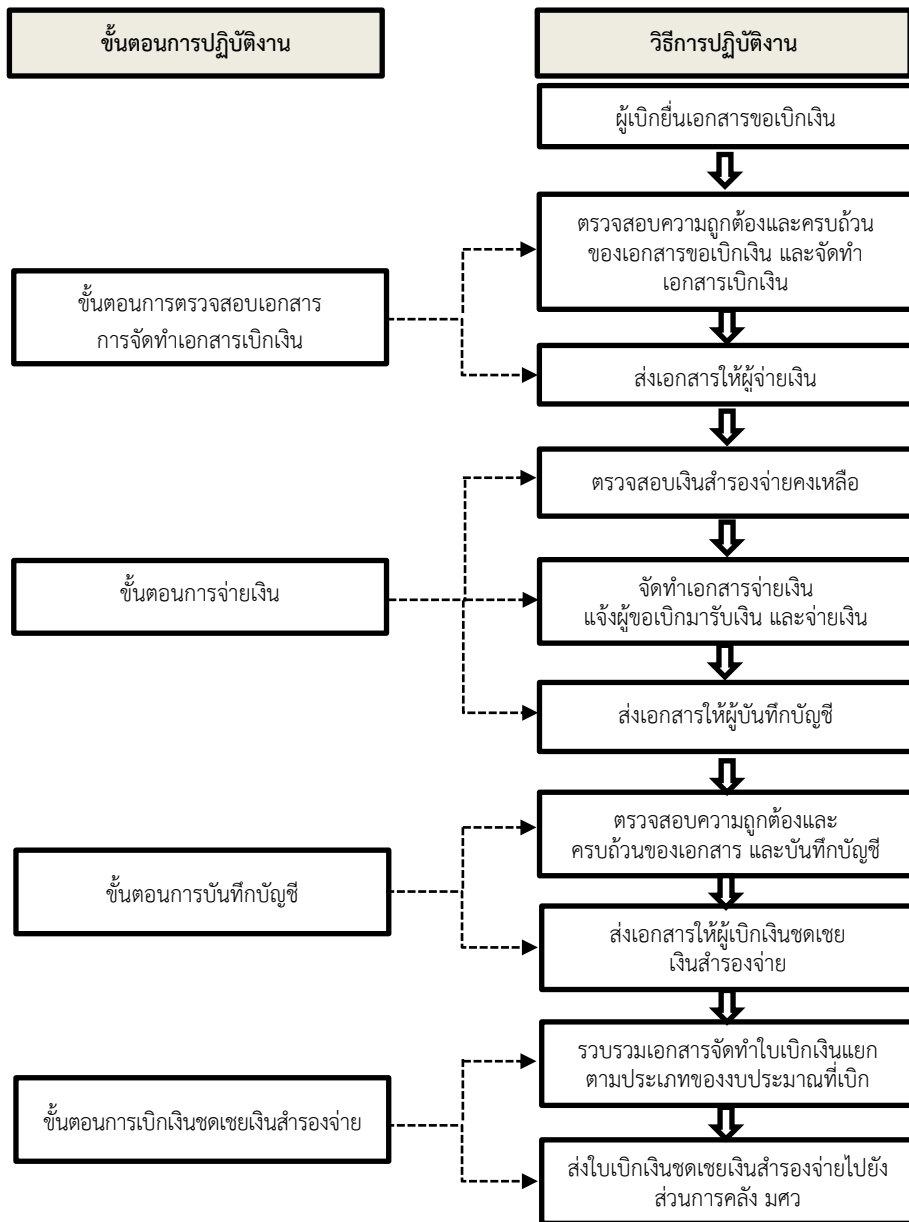 ขั้นตอนการปฏิบัติงาน
วิธีการปฏิบัติงาน
ผู้เบิกยื่นเอกสารขอเบิกเงิน
ตรวจสอบความถูกต้องและครบถ้วน
ของเอกสารขอเบิกเงิน และจัดทำ
เอกสารเบิกเงิน
ขั้นตอนการตรวจสอบเอกสาร
การจัดทำเอกสารเบิกเงิน
ส่งเอกสารให้ผู้จ่ายเงิน
ตรวจสอบเงินสำรองจ่ายคงเหลือ
ขั้นตอนการจ่ายเงิน
จัดทำเอกสารจ่ายเงิน
แจ้งผู้ขอเบิกมารับเงิน และจ่ายเงิน
ส่งเอกสารให้ผู้บันทึกบัญชี
ตรวจสอบความถูกต้องและ
ครบถ้วนของเอกสาร และบันทึกบัญชี
ขั้นตอนการบันทึกบัญชี
ส่งเอกสารให้ผู้เบิกเงินชดเชย
เงินสำรองจ่าย
รวบรวมเอกสารจัดทำใบเบิกเงินแยก
ตามประเภทของงบประมาณที่เบิก
ขั้นตอนการเบิกเงินชดเชยเงินสำรองจ่าย
ส่งใบเบิกเงินชดเชยเงินสำรองจ่ายไปยัง
ส่วนการคลัง มศว